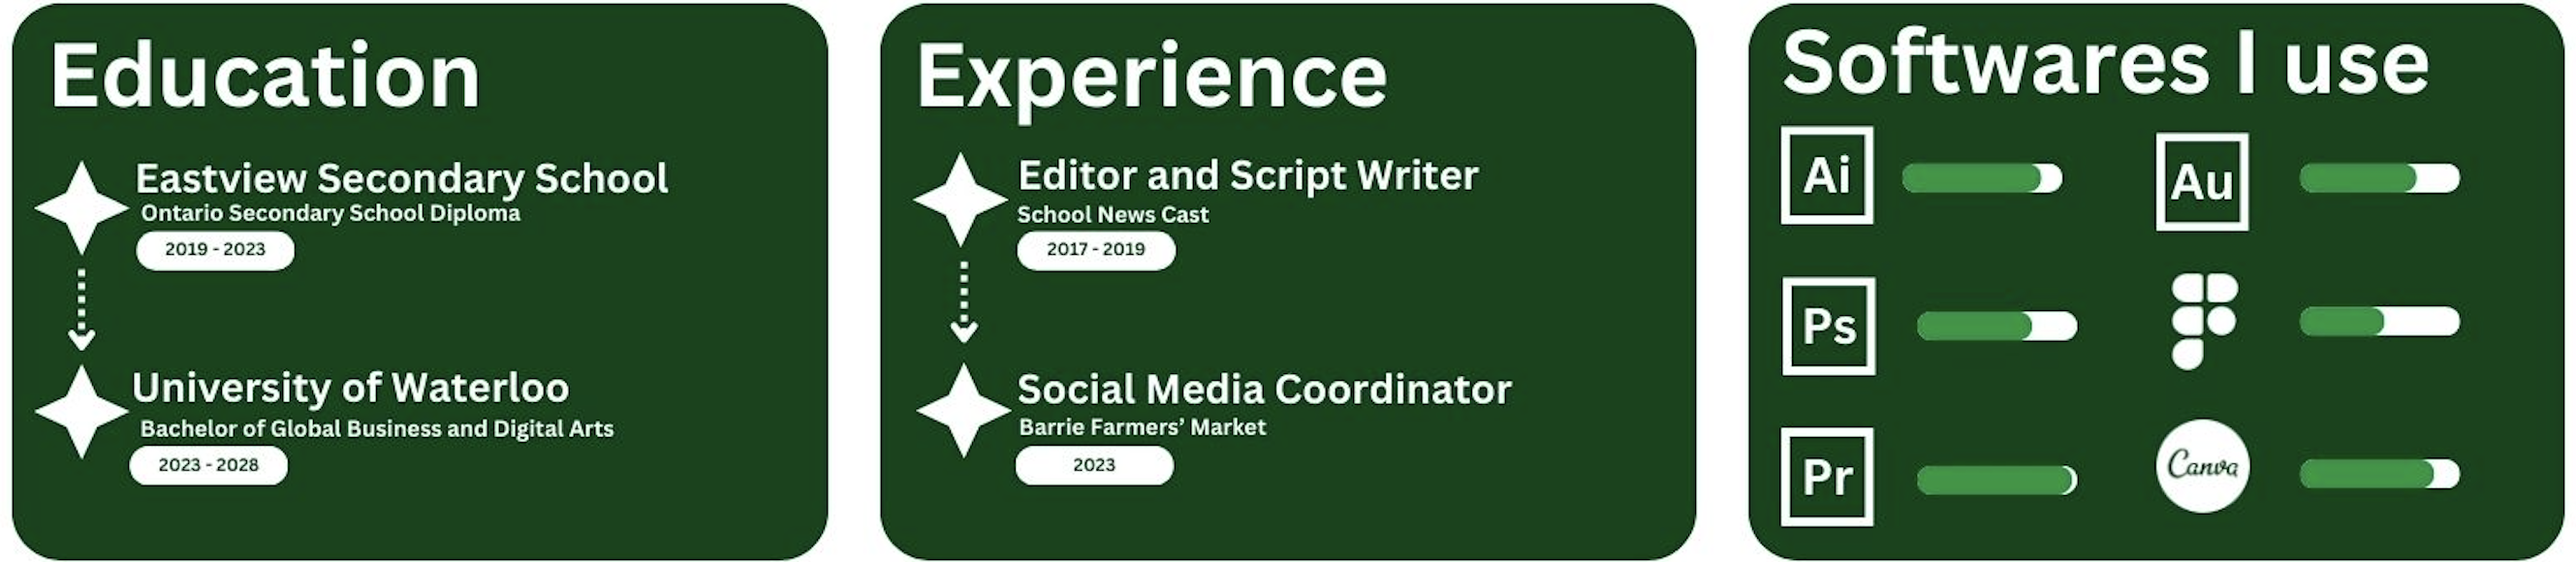 Education
Eastview Secondary School
Ontario Secondary School Diploma
2019 - 2023
University of Waterloo
Bachelor of Global Business and Digital Arts
2023 - 2028
Experience
Editor and Script Writer
School News Cast
2017 - 2019
Social Media Coordinator
Barrie Farmers’ Market
2023
Softwares I use
Ai
Au
Ps
Pr
Canva